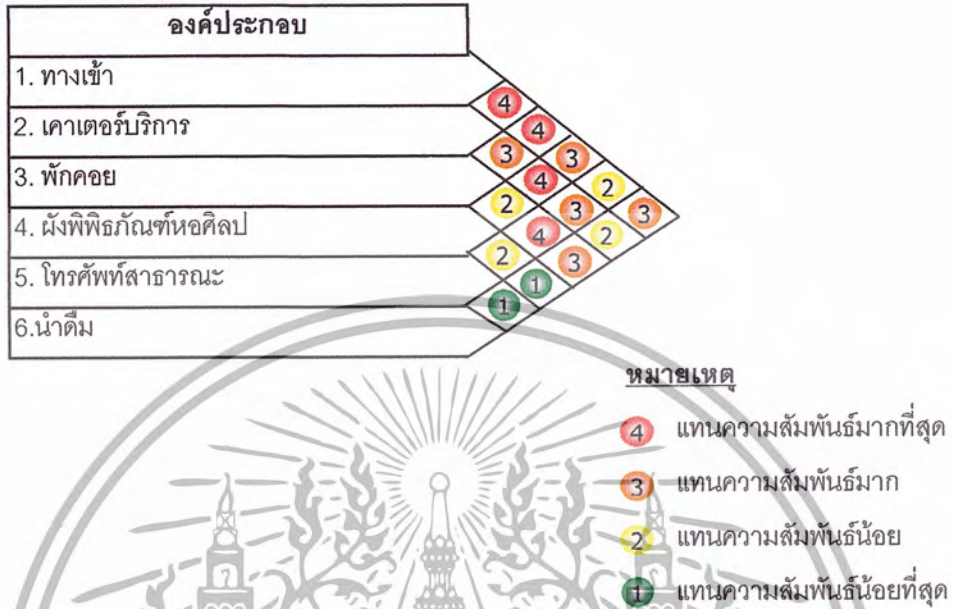 องค์ประกอบ
1. ทางเข้า
2. เคาเตอร์บริการ
3. พักคอย
4. ผังพิพิธภัณฑ์หอศิลป
5. โทรศัพท์สาธารณะ
6.น้ำดื่ม
4
4
3 3
4 2
2 3 3
4 2
2 3
1
1
หมายเหตุ
4 แทนความสัมพันธ์มากที่สุด
3 แทนความสัมพันธ์มาก
2 แทนความสัมพันธ์น้อย
1 แทนความสัมพันธ์น้อยที่สุด